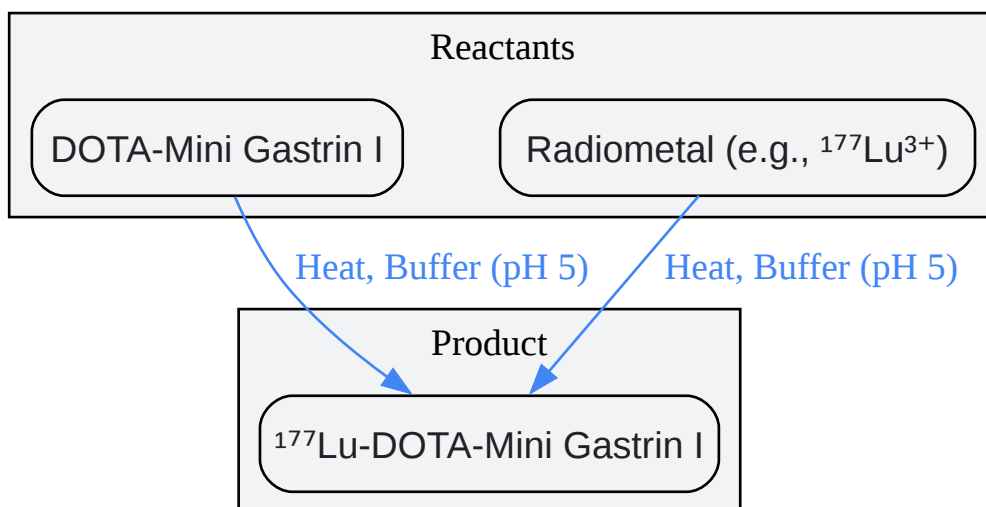 Reactants
DOTA-Mini Gastrin I
Radiometal (e.g., ¹⁷⁷Lu³⁺)
Heat, Buffer (pH 5)
Heat, Buffer (pH 5)
Product
¹⁷⁷Lu-DOTA-Mini Gastrin I